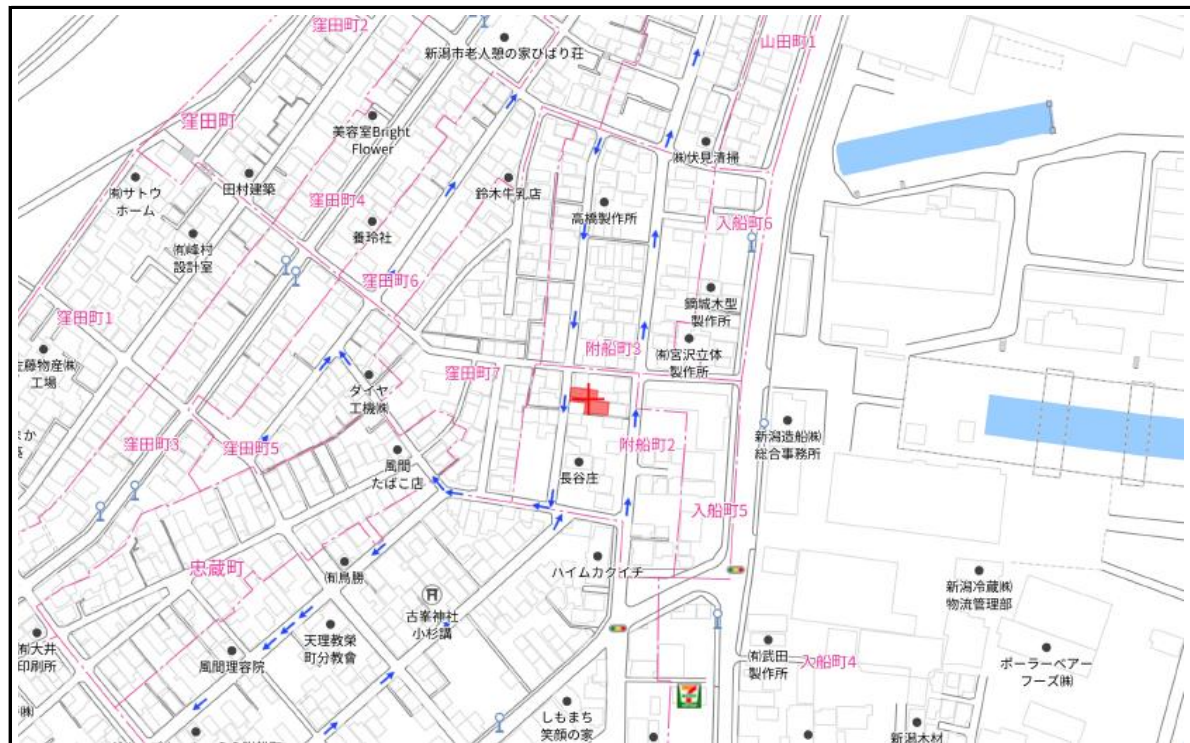 窪田町2
新潟市老人憩の家ひばり荘
山田町1
窪田町
美容室Bright
Flower
㈱伏見清掃
㈲サトウ
ホーム
田村建築
窪田町4
鈴木牛乳店
高橋製作所
養玲社
入船町6
㈲峰村
設計室
窪田町6
窪田町1
鏑城木型
製作所
附船町3
㈲宮沢立体
製作所
佐藤物産㈱
工場
窪田町7
ダイヤ
工機㈱
窪田町3
窪田町5
附船町2
新潟造船㈱
総合事務所
風間
たばこ店
長谷庄
入船町5
忠蔵町
㈲鳥勝
ハイムカクイチ
新潟冷蔵㈱
物流管理部
古峯神社
小杉講
天理教榮
町分教會
㈲大井
印刷所
風間理容院
㈲武田
製作所
入船町4
ポーラーベアー
フーズ㈱
しもまち
笑顔の家
新潟木材